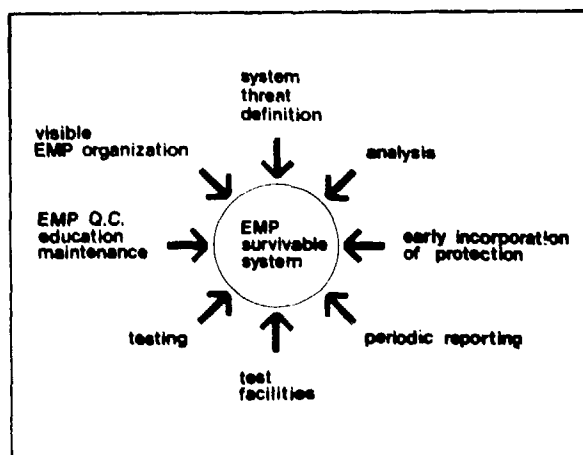 system
threat
definition
visible
EMP organization
analysis
EMP Q.C.
education
maintenance
EMP
survivable
system
early incorporation
of protection
testing
periodic reporting
test
facilities